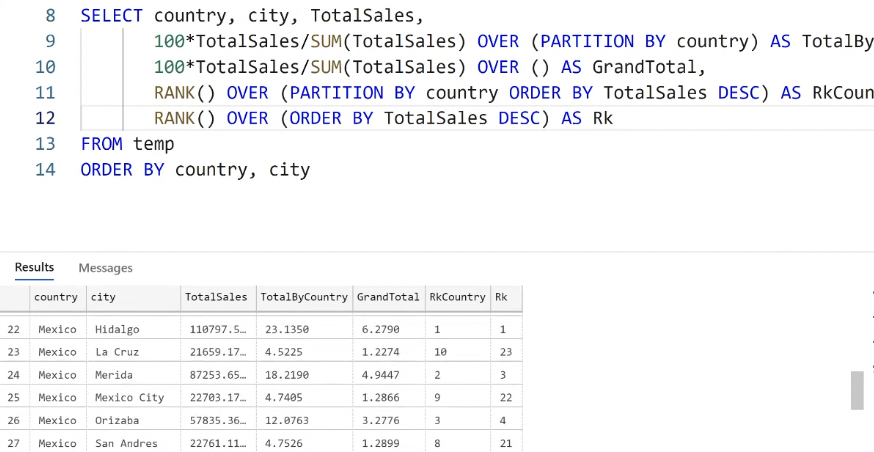 8 SELECT country, city, TotalSales,
9 100*TotalSales/SUM(TotalSales) OVER (PARTITION BY country) AS TotalBy
10 100*TotalSales/SUM(TotalSales) OVER () AS GrandTotal,
11 RANK() OVER (PARTITION BY country ORDER BY TotalSales DESC) AS RkCoun
12 RANK() OVER (ORDER BY TotalSales DESC) AS Rk
13 FROM temp
14 ORDER BY country, city
Results Messages
country city TotalSales TotalByCountry GrandTotal RkCountry Rk
22 Mexico Hidalgo 110797.5… 23.1350 6.2790 1 1
23 Mexico La Cruz 21659.17… 4.5225 1.2274 10 23
24 Mexico Merida 87253.65… 18.2190 4.9447 2 3
25 Mexico Mexico City 22703.17… 4.7405 1.2866 9 22
26 Mexico Orizaba 57835.36… 12.0763 3.2776 3 4
27 Mexico San Andres 22761.11… 4.7526 1.2899 8 21